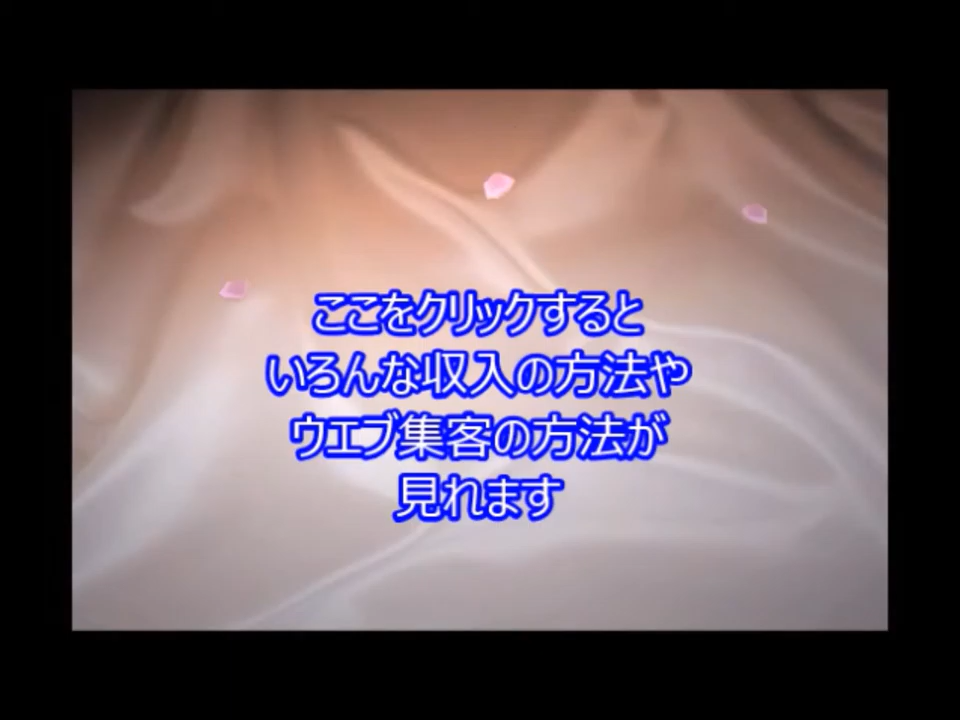 ここをクリックすると
いろんな収入の方法や
ウエブ集客の方法が
見れます